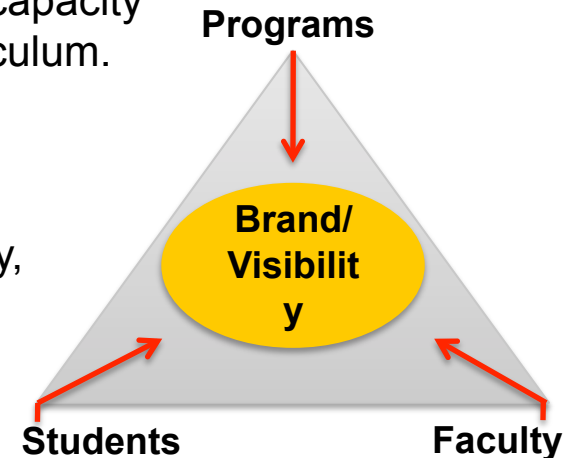 capacity
culum.
y,
Programs
Brand/
Visibilit
y
Students
Faculty